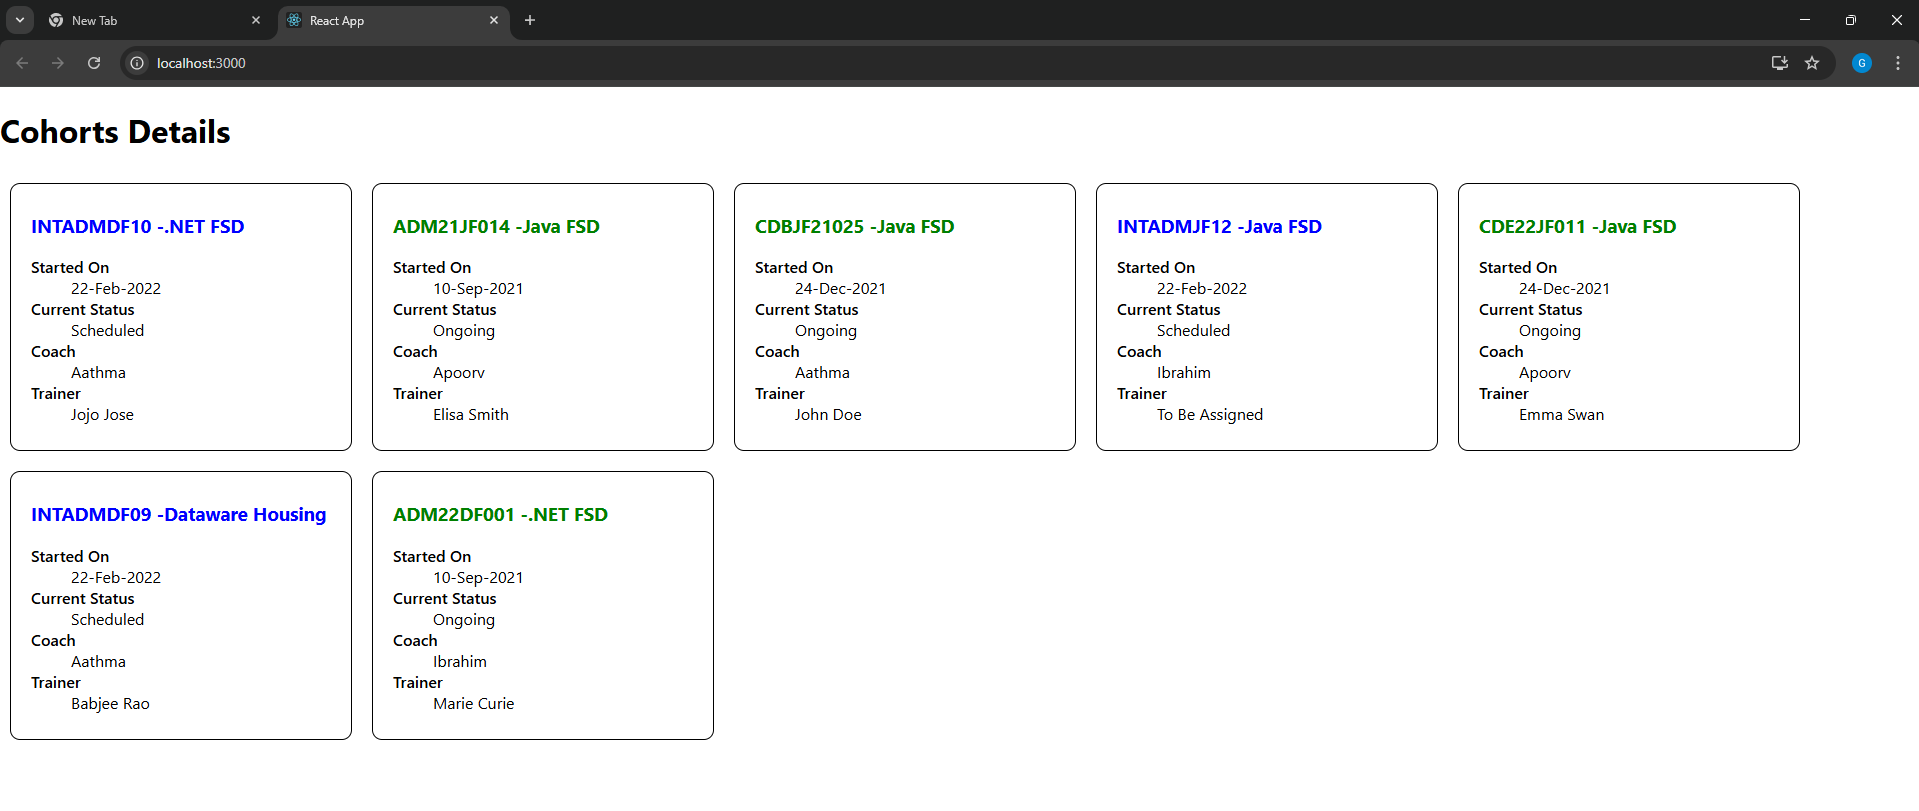 New Tab
React App
localhost:3000
G
Cohorts Details
INTADMDF10 -.NET FSD
Started On
22-Feb-2022
Current Status
Scheduled
Coach
Aathma
Trainer
Jojo Jose
ADM21JF014 -Java FSD
Started On
10-Sep-2021
Current Status
Ongoing
Coach
Apoorv
Trainer
Elisa Smith
CDBJF21025 -Java FSD
Started On
24-Dec-2021
Current Status
Ongoing
Coach
Aathma
Trainer
John Doe
INTADMJF12 -Java FSD
Started On
22-Feb-2022
Current Status
Scheduled
Coach
Ibrahim
Trainer
To Be Assigned
CDE22JF011 -Java FSD
Started On
24-Dec-2021
Current Status
Ongoing
Coach
Apoorv
Trainer
Emma Swan
INTADMDF09 -Dataware Housing
Started On
22-Feb-2022
Current Status
Scheduled
Coach
Aathma
Trainer
Babjee Rao
ADM22DF001 -.NET FSD
Started On
10-Sep-2021
Current Status
Ongoing
Coach
Ibrahim
Trainer
Marie Curie